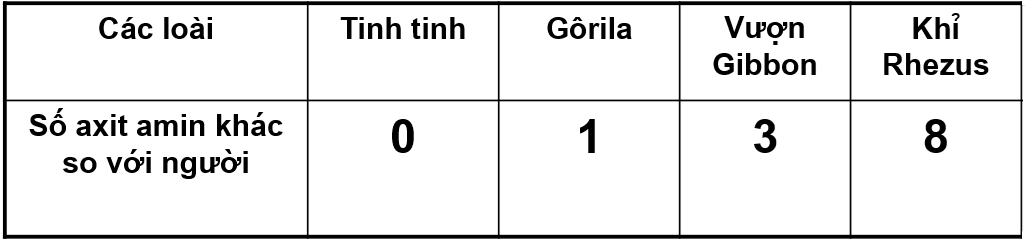 Các loài
Tinh tinh
Gôrila
Vượn
Gibbon
Khỉ
Rhezus
Số axit amin khác
so với người
0
1
3
8